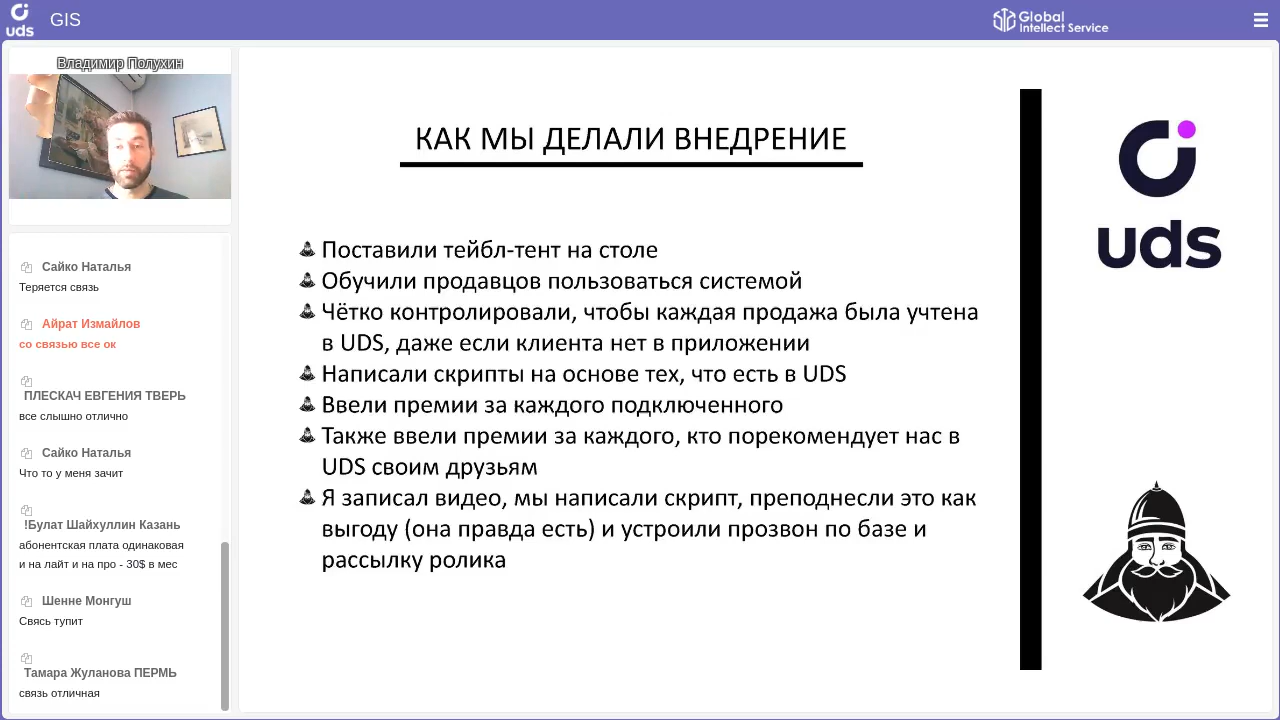 uds
GIS
Global
Intellect Service
Владимир Полухин
Сайко Наталья
Теряется связь
Айрат Измайлов
со связью все ок
ПЛЕСКАЧ ЕВГЕНИЯ ТВЕРЬ
все слышно отлично
Сайко Наталья
Что то у меня зачит
!Булат Шайхуллин Казань
абонентская плата одинаковая
и на лайт и на про - 30$ в мес
Шенне Монгуш
Свясь тупит
Тамара Жуланова ПЕРМЬ
связь отличная
КАК МЫ ДЕЛАЛИ ВНЕДРЕНИЕ
Поставили тейбл-тент на столе
Обучили продавцов пользоваться системой
Чётко контролировали, чтобы каждая продажа была учтена
в UDS, даже если клиента нет в приложении
Написали скрипты на основе тех, что есть в UDS
Ввели премии за каждого подключенного
Также ввели премии за каждого, кто порекомендует нас в
UDS своим друзьям
Я записал видео, мы написали скрипт, преподнесли это как
выгоду (она правда есть) и устроили прозвон по базе и
рассылку ролика
uds